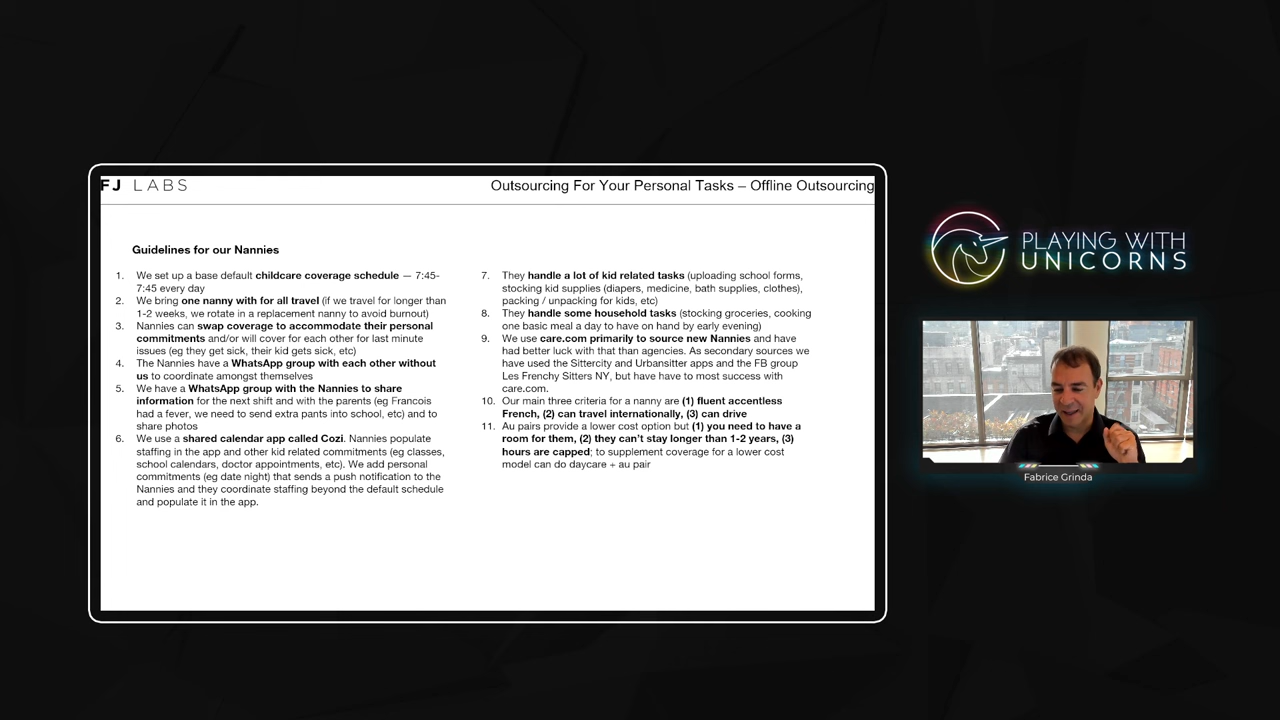 FJ LABS
Outsourcing For Your Personal Tasks – Offline Outsourcing
Guidelines for our Nannies
1. We set up a base default childcare coverage schedule — 7:45-
7:45 every day
2. We bring one nanny with for all travel (if we travel for longer than
1-2 weeks, we rotate in a replacement nanny to avoid burnout)
3. Nannies can swap coverage to accommodate their personal
commitments and/or will cover for each other for last minute
issues (eg they get sick, their kid gets sick, etc)
4. The Nannies have a WhatsApp group with each other without
us to coordinate amongst themselves
5. We have a WhatsApp group with the Nannies to share
information for the next shift and with the parents (eg Francois
had a fever, we need to send extra pants into school, etc) and to
share photos
6. We use a shared calendar app called Cozi. Nannies populate
staffing in the app and other kid related commitments (eg classes,
school calendars, doctor appointments, etc). We add personal
commitments (eg date night) that sends a push notification to the
Nannies and they coordinate staffing beyond the default schedule
and populate it in the app.
7. They handle a lot of kid related tasks (uploading school forms,
stocking kid supplies (diapers, medicine, bath supplies, clothes),
packing / unpacking for kids, etc)
8. They handle some household tasks (stocking groceries, cooking
one basic meal a day to have on hand by early evening)
9. We use care.com primarily to source new Nannies and have
had better luck with that than agencies. As secondary sources we
have used the Sittercity and Urbansitter apps and the FB group
Les Frenchy Sitters NY, but have have to most success with
care.com.
10. Our main three criteria for a nanny are (1) fluent accentless
French, (2) can travel internationally, (3) can drive
11. Au pairs provide a lower cost option but (1) you need to have a
room for them, (2) they can't stay longer than 1-2 years, (3)
hours are capped; to supplement coverage for a lower cost
model can do daycare + au pair
PLAYING WITH
UNICORNS
Fabrice Grinda